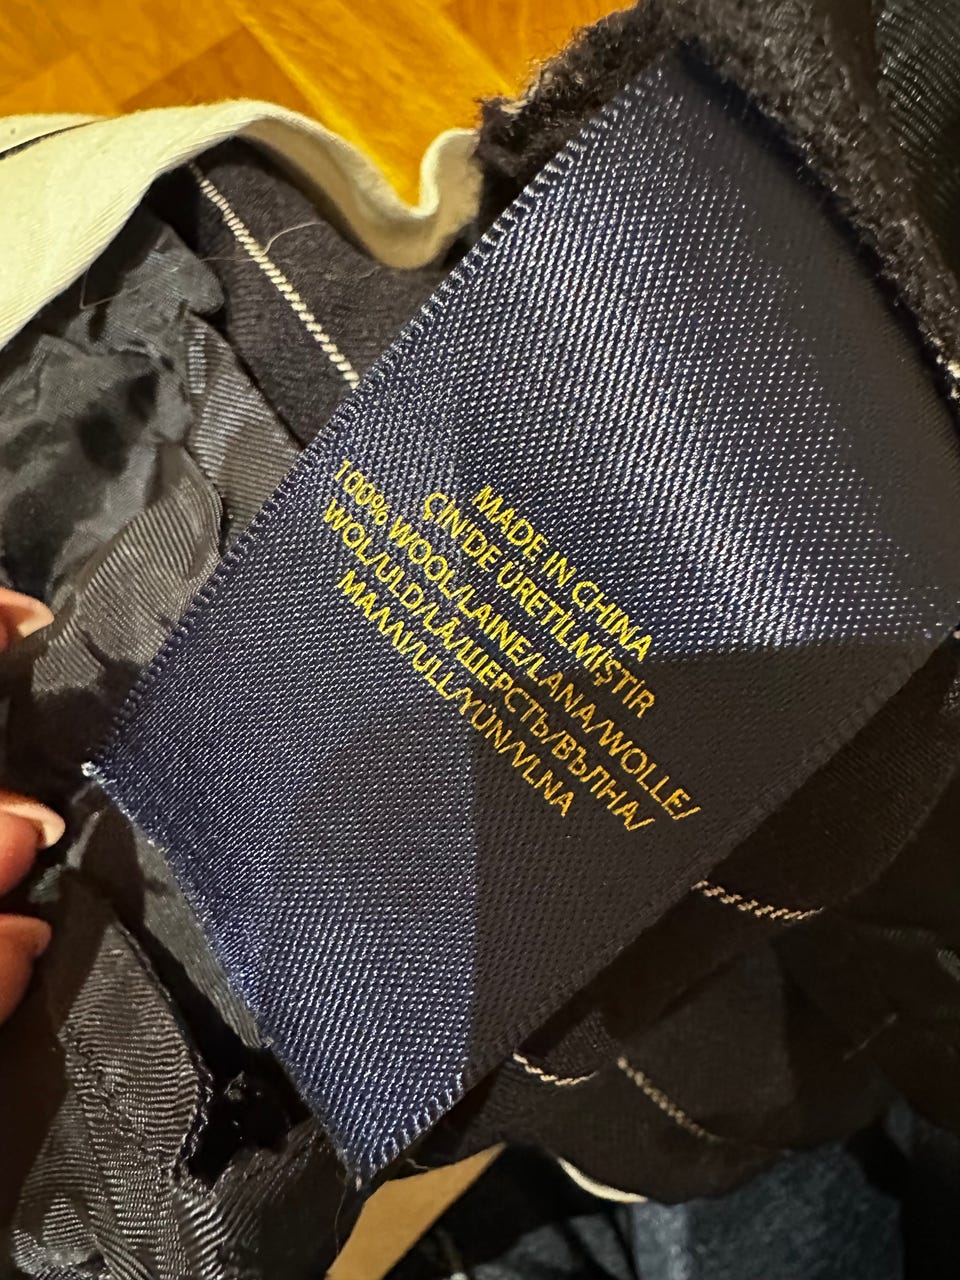 MADE IN CHINA
ÇIN'DE ÜRETİLMİŞTİR
100% WOOL/LAINE/LANA/WOLLE/
WOL/ULD/LÃ/ШЕРСТЬ/ВЪЛНА/
ΜΑΛΛΙ/ULL/YÜN/VLNA